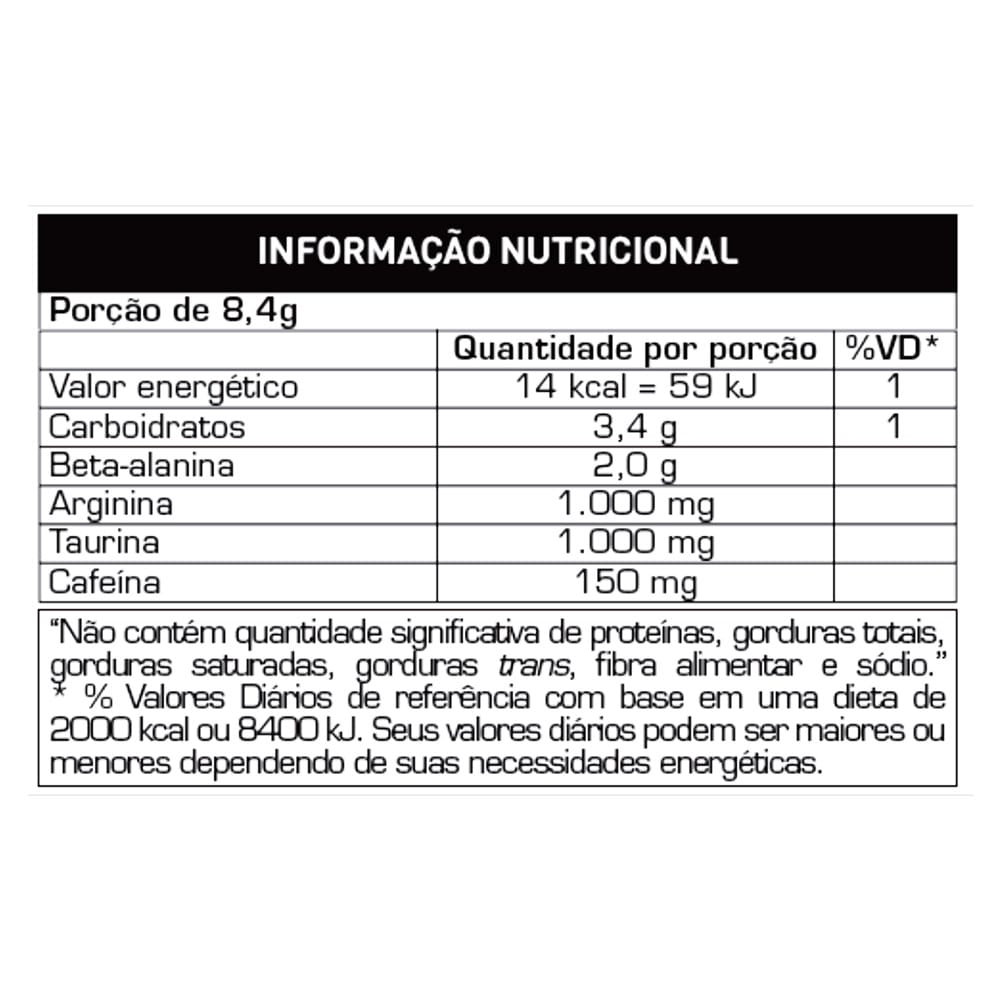 INFORMAÇÃO NUTRICIONAL
Porção de 8,4g
Quantidade por porção %VD*
Valor energético 14 kcal = 59 kJ 1
Carboidratos 3,4 g 1
Beta-alanina 2,0 g
Arginina 1.000 mg
Taurina 1.000 mg
Cafeína 150 mg
“Não contém quantidade significativa de proteínas, gorduras totais,
gorduras saturadas, gorduras trans, fibra alimentar e sódio.”
* % Valores Diários de referência com base em uma dieta de
2000 kcal ou 8400 kJ. Seus valores diários podem ser maiores ou
menores dependendo de suas necessidades energéticas.